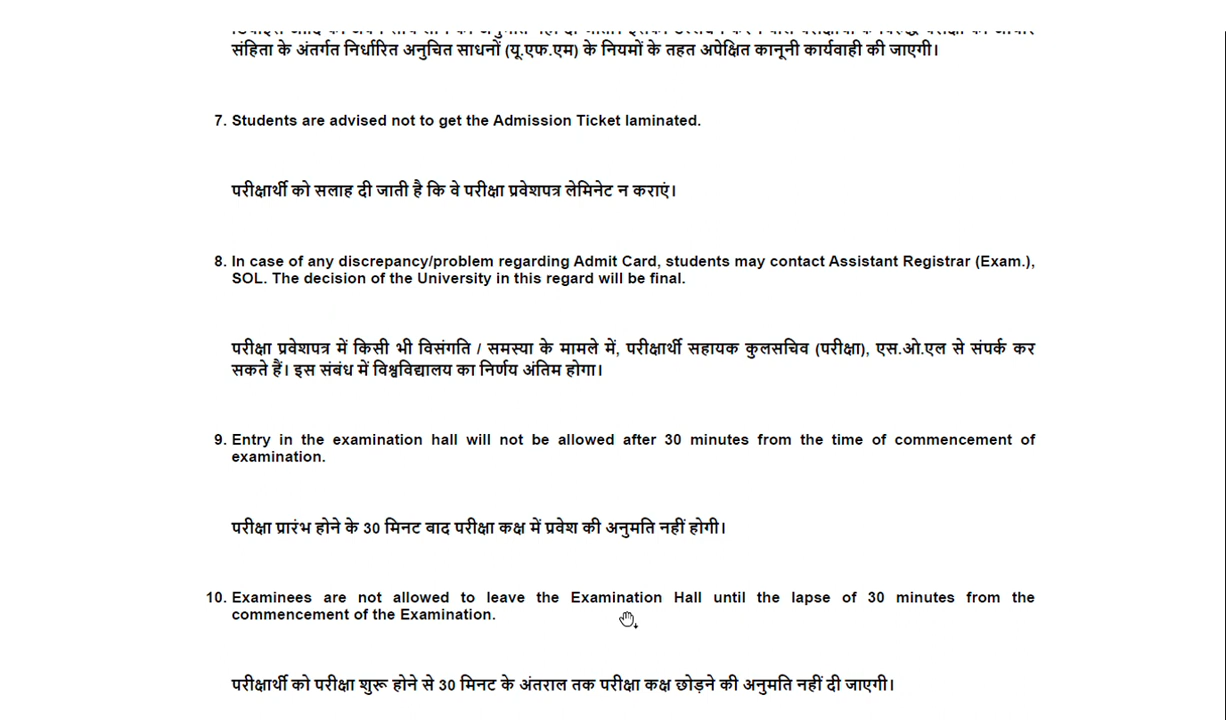 संहिता के अंतर्गत निर्धारित अनुचित साधनों (यू.एफ.एम) के नियमों के तहत अपेक्षित कानूनी कार्यवाही की जाएगी।
7. Students are advised not to get the Admission Ticket laminated.
परीक्षार्थी को सलाह दी जाती है कि वे परीक्षा प्रवेशपत्र लेमिनेट न कराएं।
8. In case of any discrepancy/problem regarding Admit Card, students may contact Assistant Registrar (Exam.),
SOL. The decision of the University in this regard will be final.
परीक्षा प्रवेशपत्र में किसी भी विसंगति / समस्या के मामले में, परीक्षार्थी सहायक कुलसचिव (परीक्षा), एस.ओ.एल से संपर्क कर
सकते हैं। इस संबंध में विश्वविद्यालय का निर्णय अंतिम होगा।
9. Entry in the examination hall will not be allowed after 30 minutes from the time of commencement of
examination.
परीक्षा प्रारंभ होने के 30 मिनट बाद परीक्षा कक्ष में प्रवेश की अनुमति नहीं होगी।
10. Examinees are not allowed to leave the Examination Hall until the lapse of 30 minutes from the
commencement of the Examination.
परीक्षार्थी को परीक्षा शुरू होने से 30 मिनट के अंतराल तक परीक्षा कक्ष छोड़ने की अनुमति नहीं दी जाएगी।